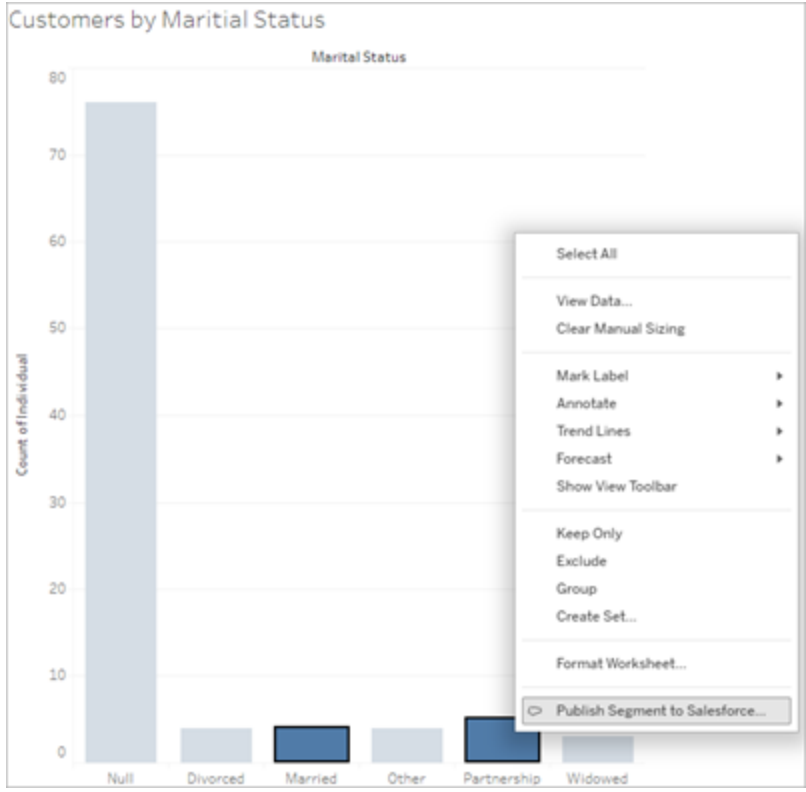 Customers by Maritial Status
Marital Status
80
70
60
50
40
30
20
10
0
Count of Individual
Null
Divorced
Married
Other
Partnership
Widowed
Select All
View Data...
Clear Manual Sizing
Mark Label
Annotate
Trend Lines
Forecast
Show View Toolbar
Keep Only
Exclude
Group
Create Set...
Format Worksheet...
Publish Segment to Salesforce...